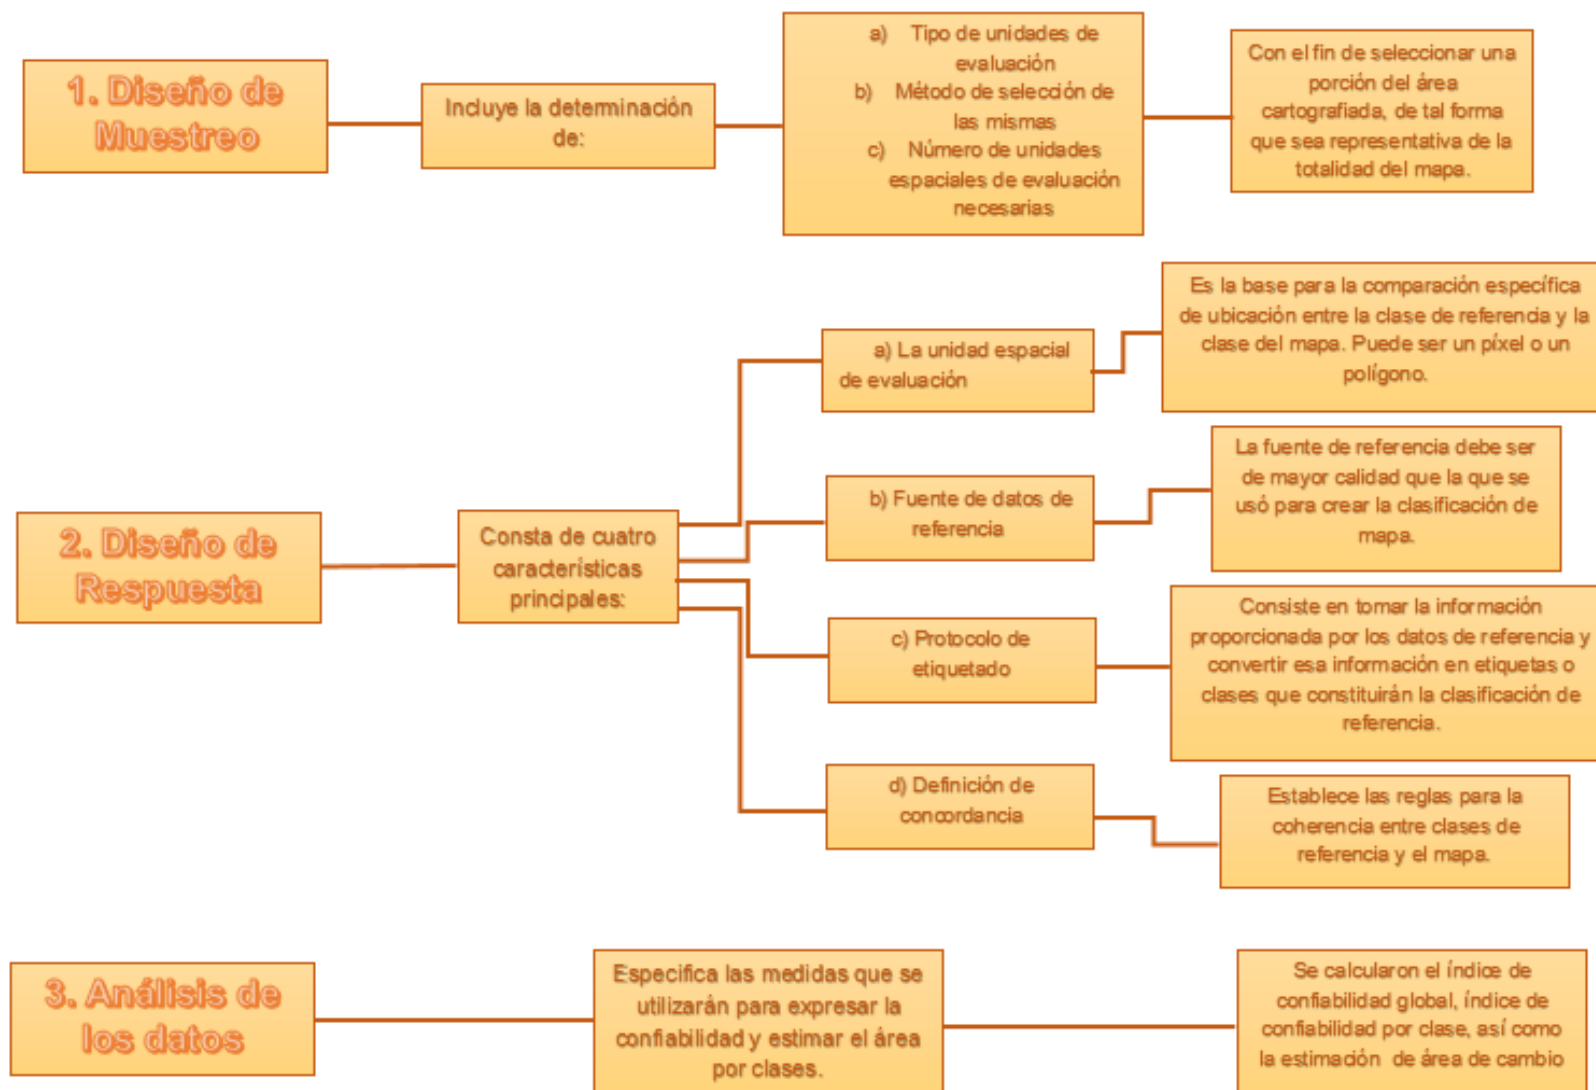 1. Diseño de
Muestreo
Incluye la determinación
de:
a) Tipo de unidades de
evaluación
b) Método de selección de
las mismas
c) Número de unidades
espaciales de evaluación
necesarias
Con el fin de seleccionar una
porción del área
cartografiada, de tal forma
que sea representativa de la
totalidad del mapa.
2. Diseño de
Respuesta
Consta de cuatro
características
principales:
a) La unidad espacial
de evaluación
Es la base para la comparación específica
de ubicación entre la clase de referencia y la
clase del mapa. Puede ser un píxel o un
polígono.
b) Fuente de datos de
referencia
La fuente de referencia debe ser
de mayor calidad que la que se
usó para crear la clasificación de
mapa.
c) Protocolo de
etiquetado
Consiste en tomar la información
proporcionada por los datos de referencia y
convertir esa información en etiquetas o
clases que constituirán la clasificación de
referencia.
d) Definición de
concordancia
Establece las reglas para la
coherencia entre clases de
referencia y el mapa.
3. Análisis de
los datos
Especifica las medidas que se
utilizarán para expresar la
confiabilidad y estimar el área
por clases.
Se calcularon el índice de
confiabilidad global, índice de
confiabilidad por clase, así como
la estimación de área de cambio